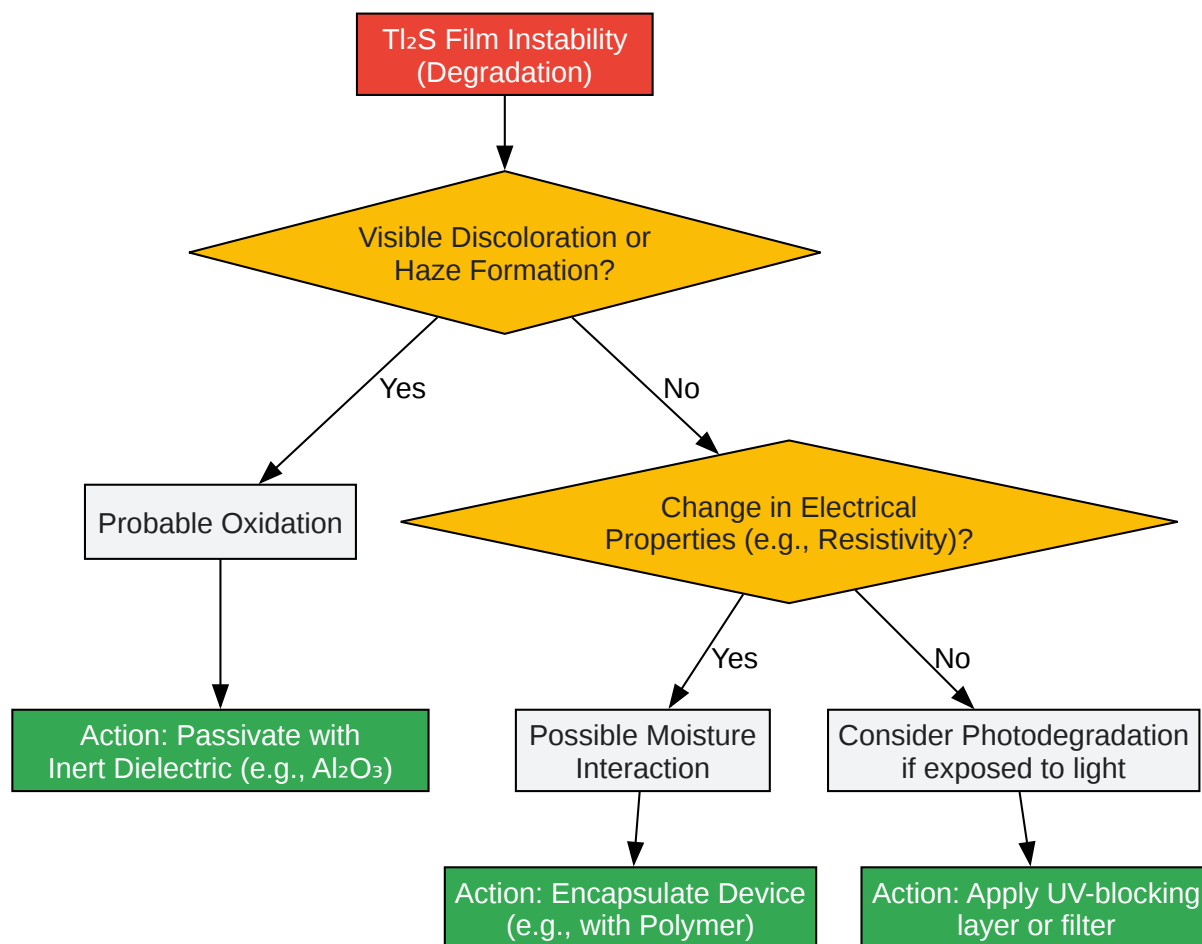 Tl₂S Film Instability
(Degradation)
Visible Discoloration or
Haze Formation?
Yes
No
Probable Oxidation
Change in Electrical
Properties (e.g., Resistivity)?
Yes
No
Action: Passivate with
Inert Dielectric (e.g., Al₂O₃)
Possible Moisture
Interaction
Consider Photodegradation
if exposed to light
Action: Encapsulate Device
(e.g., with Polymer)
Action: Apply UV-blocking
layer or filter